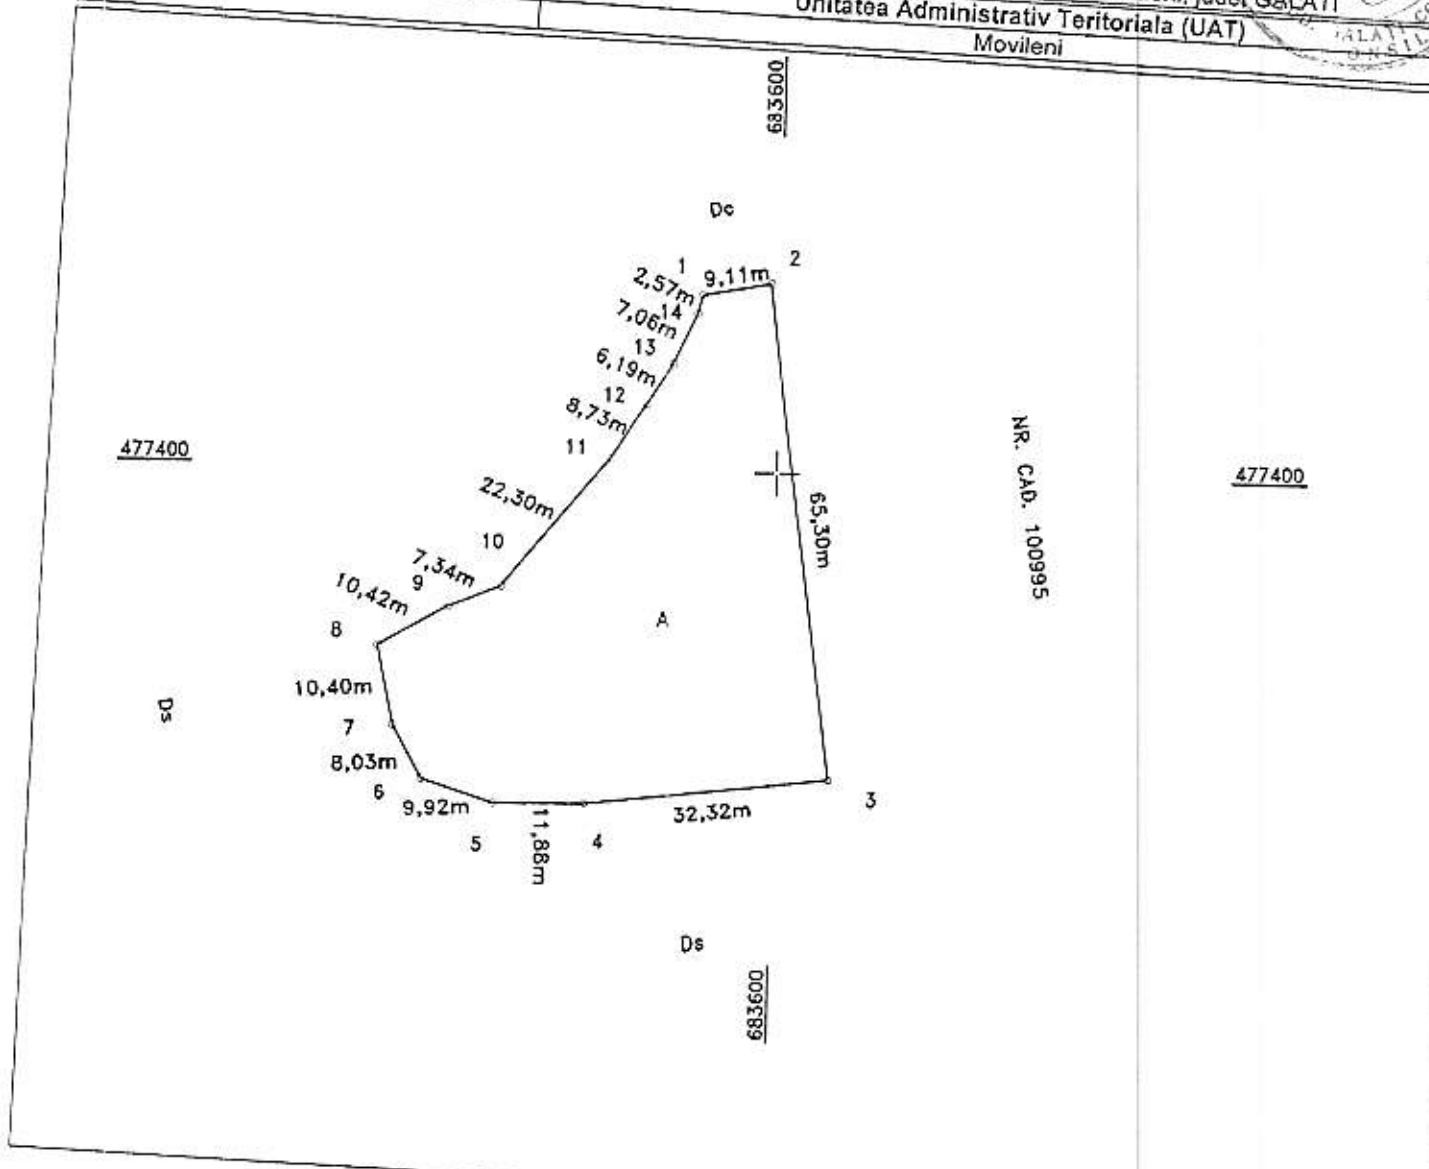 judet GALATI
Unitatea Administrativ Teritoriala (UAT)
Movileni
683600
Dc
1
9,11m
2
2,57m
14
7,06m
13
6,19m
12
8,73m
11
477400
477400
NR. CAD. 100995
22,30m
65,30m
10
7,34m
9
10,42m
8
A
10,40m
Ds
7
8,03m
6
9,92m
5
11,88m
4
32,32m
3
Ds
683600